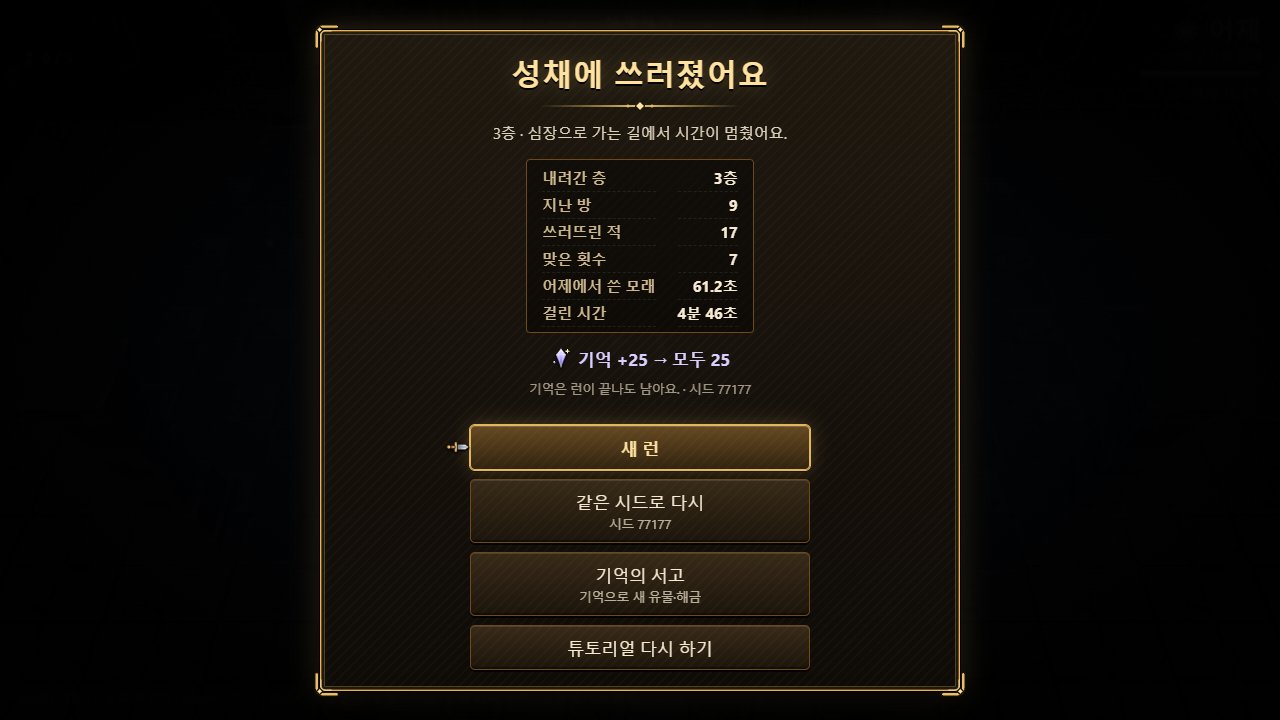 성채에 쓰러졌어요
3층 · 심장으로 가는 길에서 시간이 멈췄어요.
내려간 층 3층
지난 방 9
쓰러뜨린 적 17
맞은 횟수 7
어제에서 쓴 모래 61.2초
걸린 시간 4분 46초
기억 +25 → 모두 25
기억은 런이 끝나도 남아요. · 시드 77177
새 런
같은 시드로 다시
시드 77177
기억의 서고
기억으로 새 유물·해금
튜토리얼 다시 하기